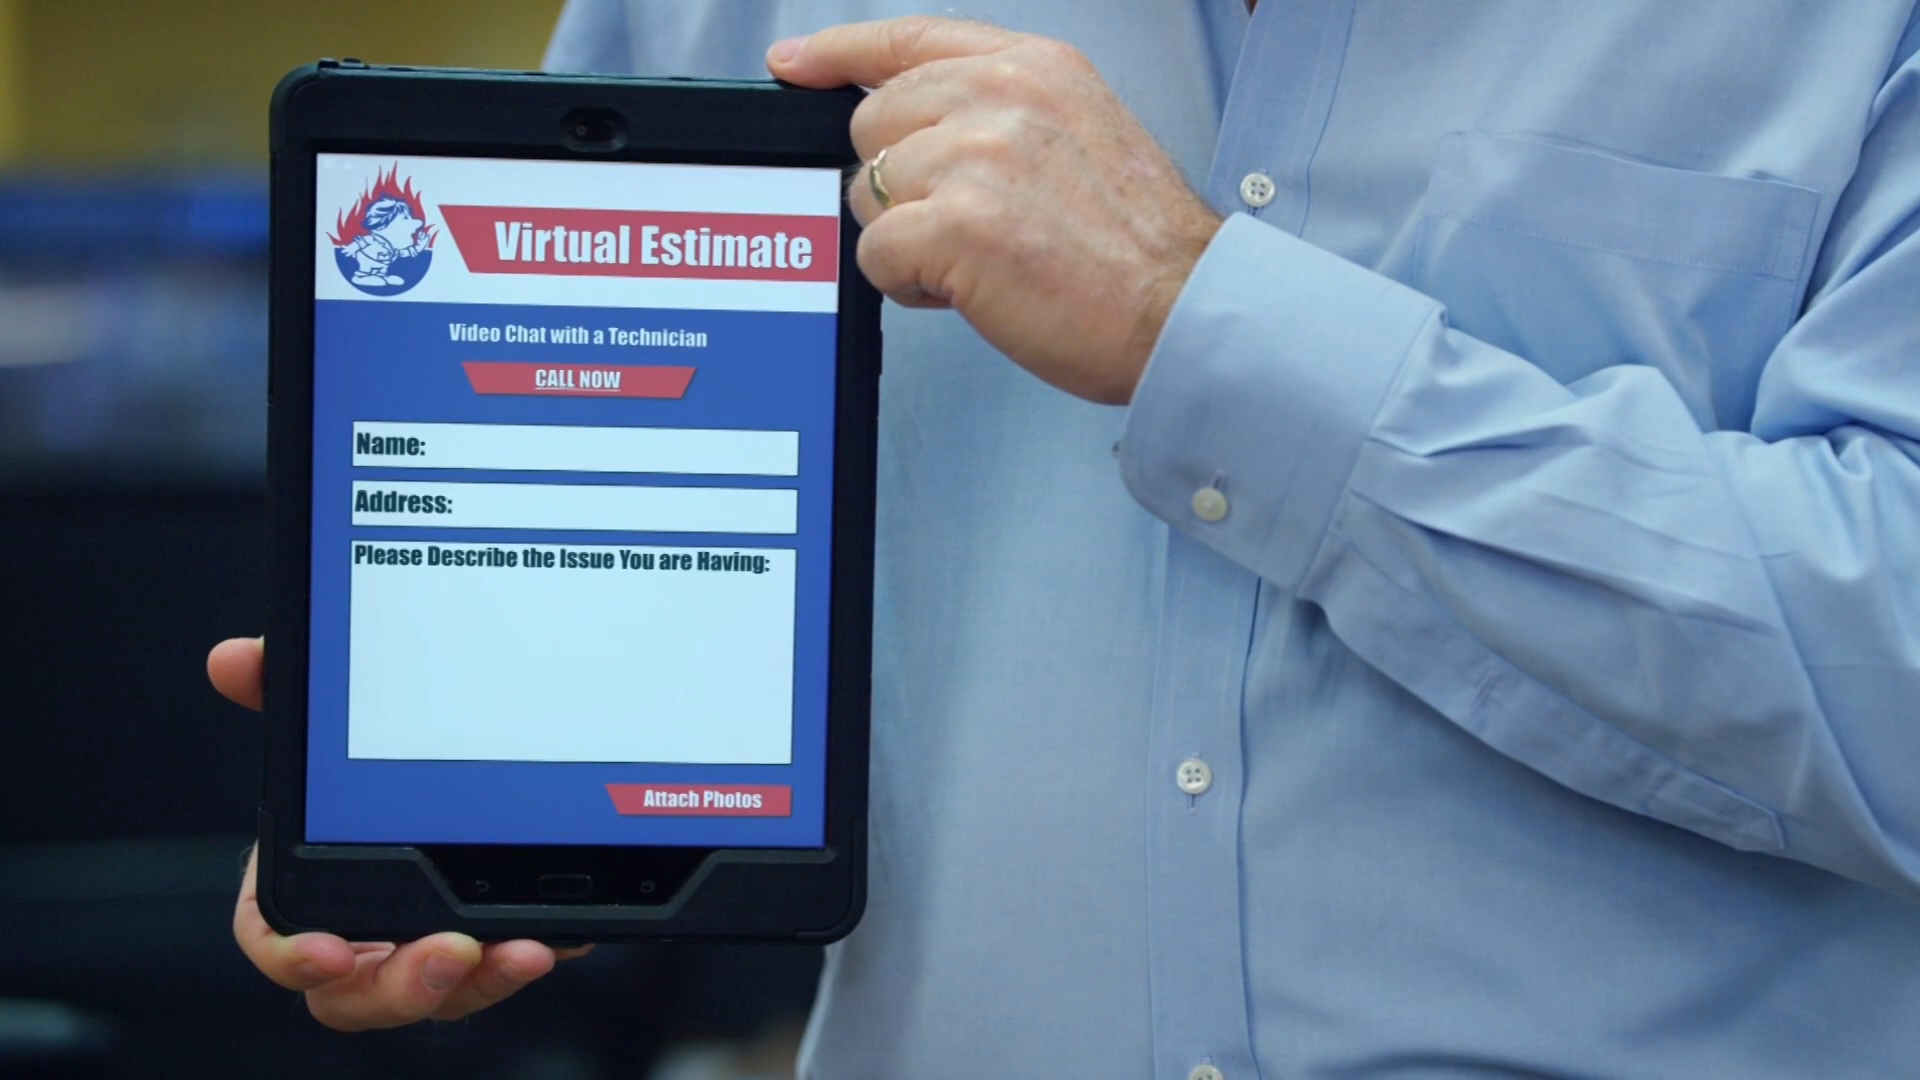 Virtual Estimate
Video Chat with a Technician
CALL NOW
Name:
Address:
Please Describe the Issue You are Having:
Attach Photos